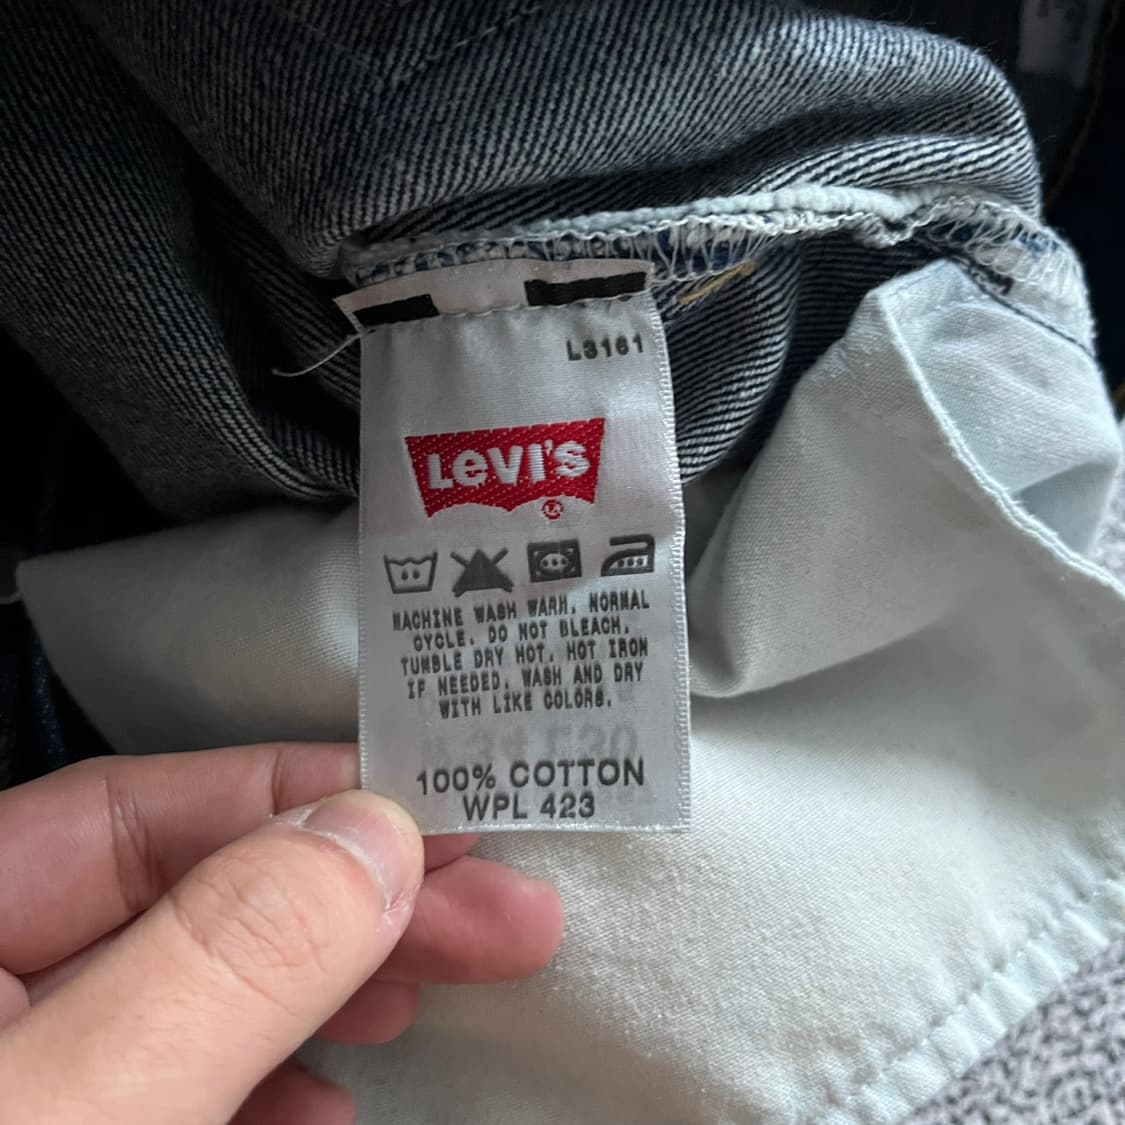 L3161
Levi's
MACHINE WASH WARM, NORMAL
CYCLE. DO NOT BLEACH.
TUMBLE DRY HOT. HOT IRON
IF NEEDED. WASH AND DRY
WITH LIKE COLORS.
100% COTTON
WPL 423